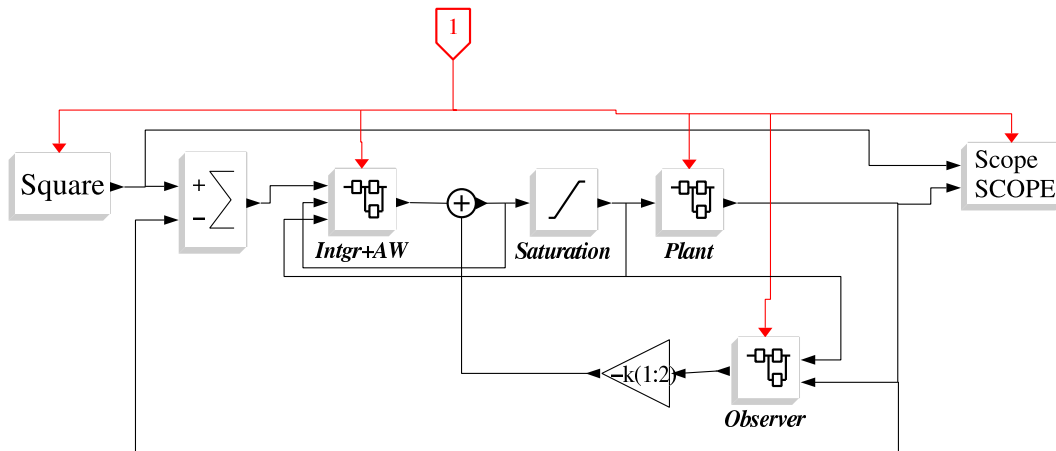 1
Square
+
−
Scope
SCOPE
+
Intgr+AW
Saturation
Plant
−k(1:2)
Observer